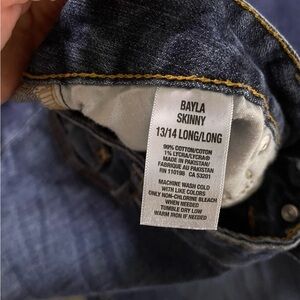 BAYLA
SKINNY
13/14 LONG/LONG
99% COTTON/COTON
1% LYCRA/LYCRA®
MADE IN PAKISTAN/
FABRIQUE AU PAKISTAN
RN 110198 CA 53201
MACHINE WASH COLD
WITH LIKE COLORS
ONLY NON-CHLORINE BLEACH
WHEN NEEDED
TUMBLE DRY LOW
WARM IRON IF NEEDED